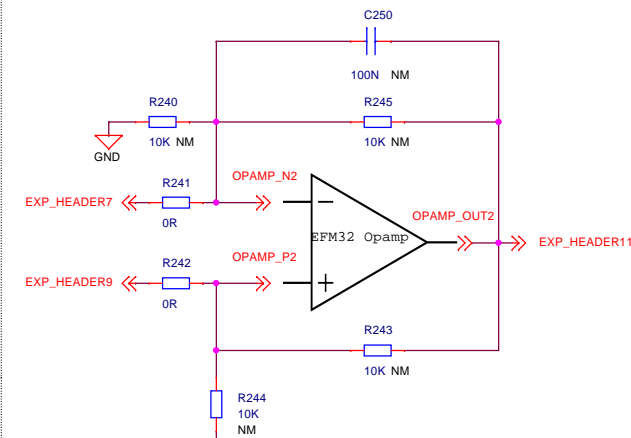 C250
100N NM
R240
R245
10K NM
10K NM
GND
R241
OPAMP_N2
EXP_HEADER7
0R
OPAMP_OUT2
EFM32 Opamp
EXP_HEADER11
R242
OPAMP_P2
EXP_HEADER9
0R
R243
10K NM
R244
10K
NM